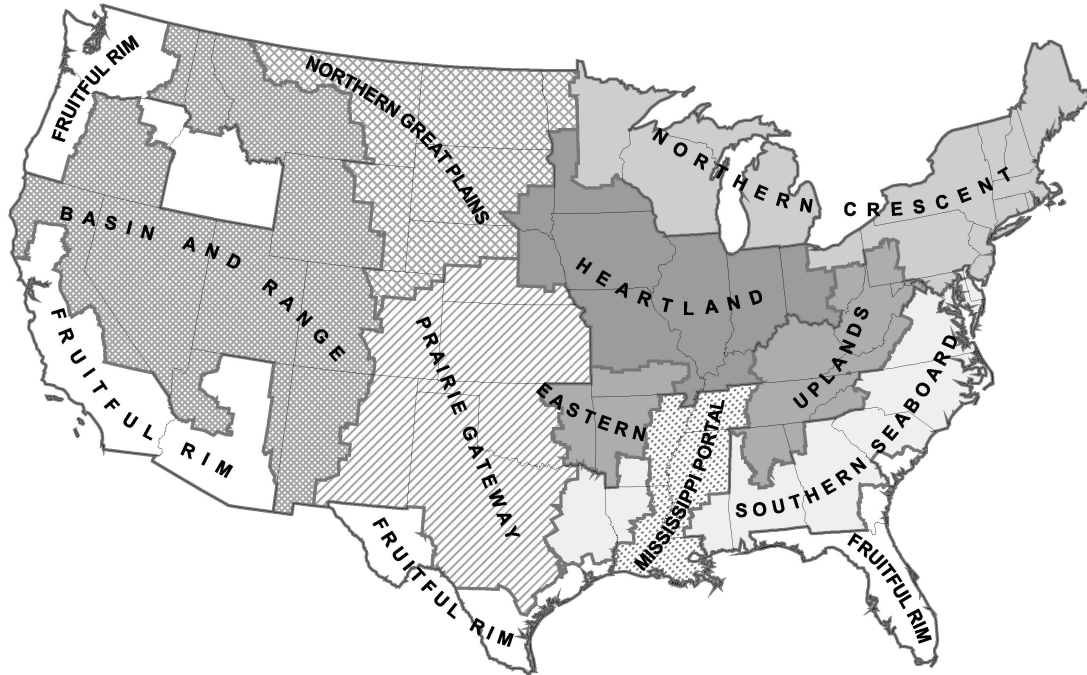 FRUITFUL RIM
NORTHERN GREAT PLAINS
NORTHERN CRESCENT
BASIN AND RANGE
HEARTLAND
FRUITFUL RIM
PRAIRIE GATEWAY
EASTERN UPLANDS
MISSISSIPPI PORTAL
SOUTHERN SEABOARD
FRUITFUL RIM
FRUITFUL RIM